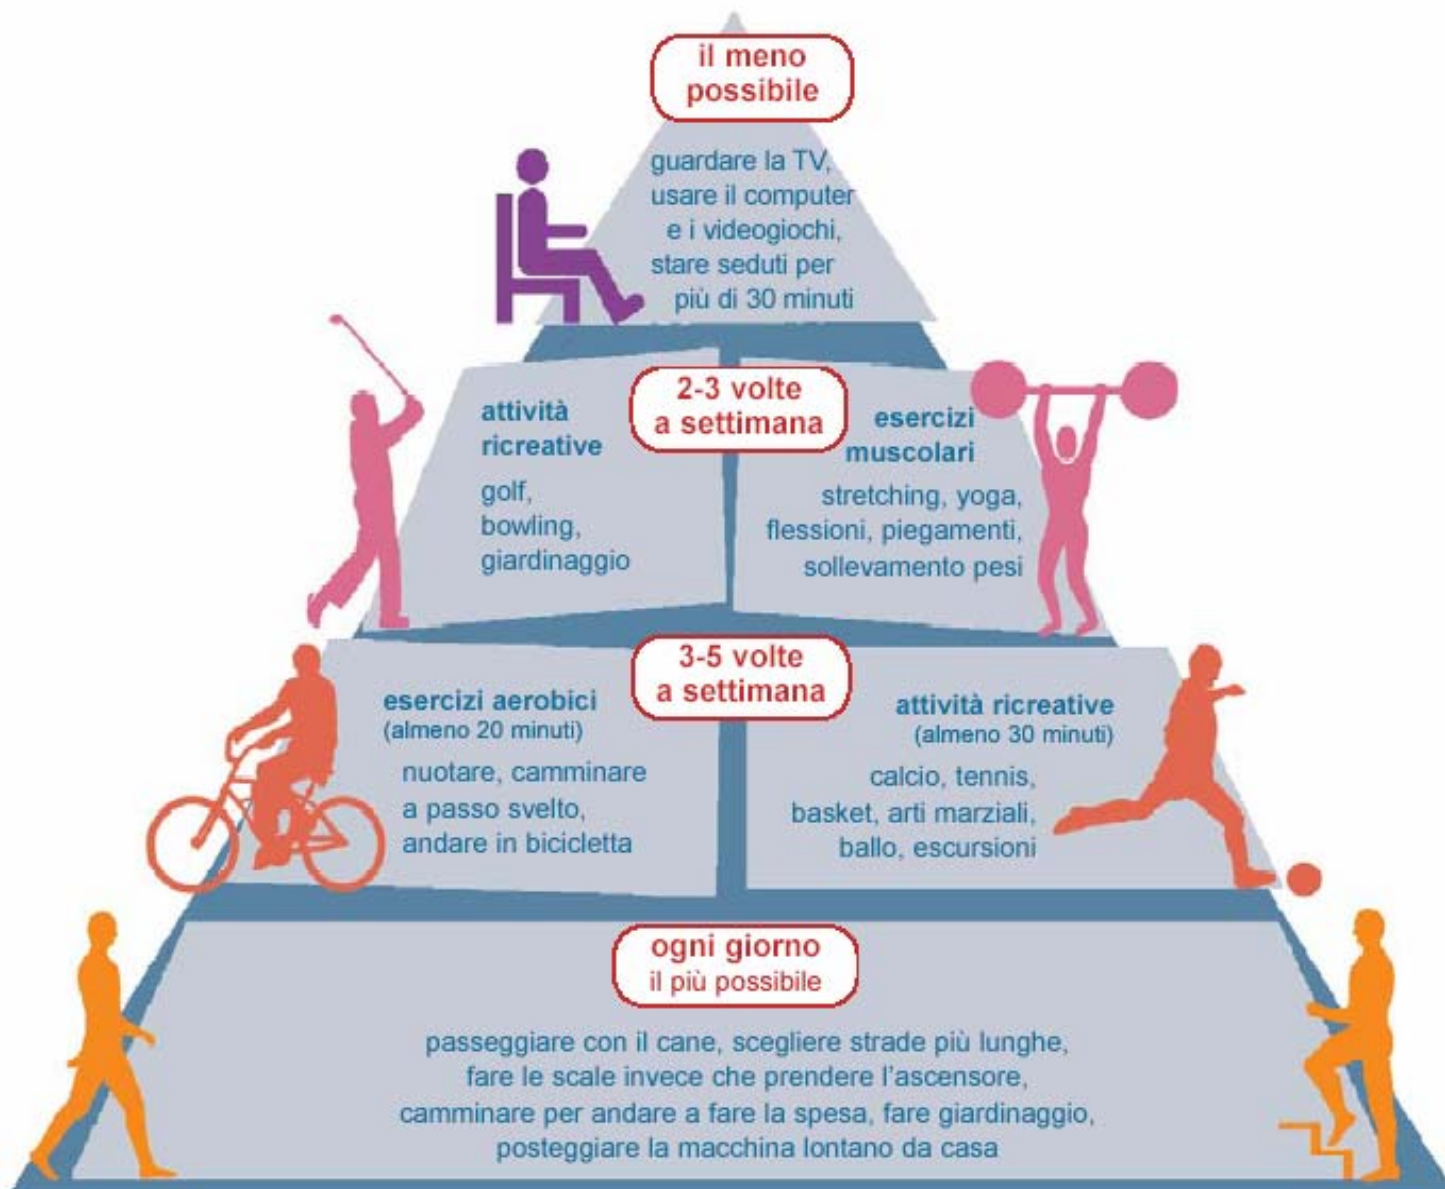 il meno
possibile
guardare la TV,
usare il computer
e i videogiochi,
stare seduti per
più di 30 minuti
2-3 volte
a settimana
attività
ricreative
golf,
bowling,
giardinaggio
esercizi
muscolari
stretching, yoga,
flessioni, piegamenti,
sollevamento pesi
3-5 volte
a settimana
esercizi aerobici
(almeno 20 minuti)
nuotare, camminare
a passo svelto,
andare in bicicletta
attività ricreative
(almeno 30 minuti)
calcio, tennis,
basket, arti marziali,
ballo, escursioni
ogni giorno
il più possibile
passeggiare con il cane, scegliere strade più lunghe,
fare le scale invece che prendere l'ascensore,
camminare per andare a fare la spesa, fare giardinaggio,
posteggiare la macchina lontano da casa